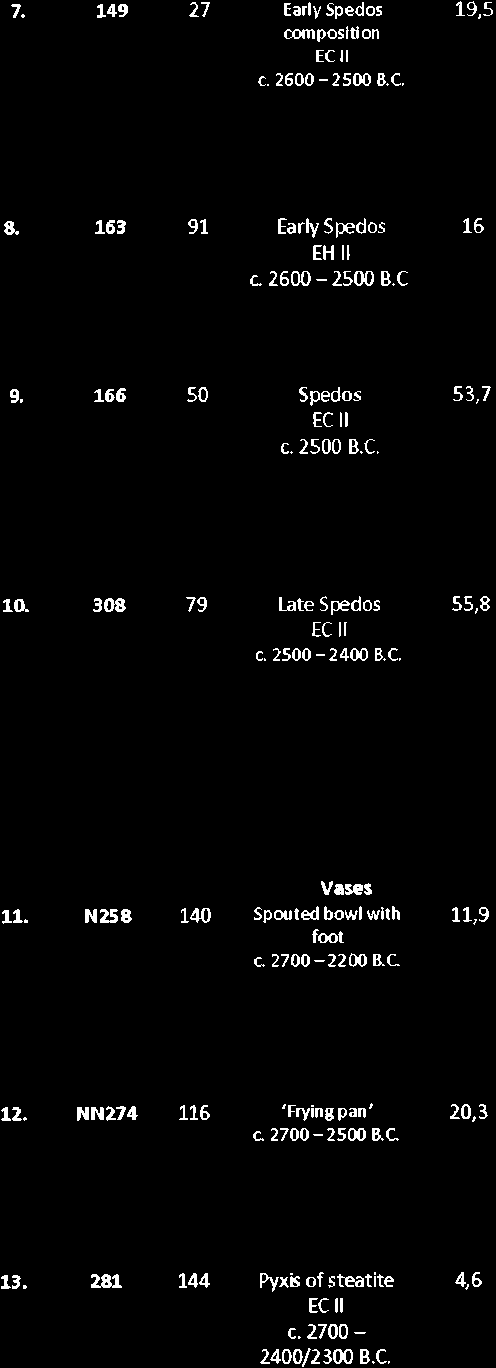 7. 149 27 Early Spedos 19,5
composition
EC II
c. 2600 – 2500 B.C.
8. 163 91 Early Spedos 16
EH II
c. 2600 – 2500 B.C
9. 166 50 Spedos 53,7
EC II
c. 2500 B.C.
10. 308 79 Late Spedos 55,8
EC II
c. 2500 – 2400 B.C.
Vases
11. N258 140 Spouted bowl with 11,9
foot
c. 2700 – 2200 B.C.
12. NN274 116 'Frying pan' 20,3
c. 2700 – 2500 B.C.
13. 281 144 Pyxis of steatite 4,6
EC II
c. 2700 –
2400/2300 B.C.